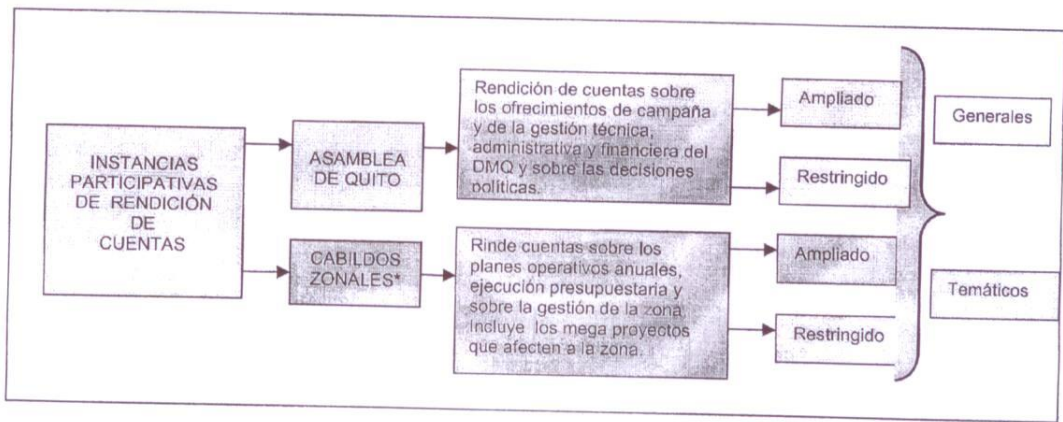 INSTANCIAS
PARTICIPATIVAS
DE RENDICIÓN
DE
CUENTAS
ASAMBLEA
DE QUITO
Rendición de cuentas sobre
los ofrecimientos de campaña
y de la gestión técnica,
administrativa y financiera del
DMQ y sobre las decisiones
políticas.
Ampliado
Restringido
CABILDOS
ZONALES*
Rinde cuentas sobre los
planes operativos anuales,
ejecución presupuestaria y
sobre la gestión de la zona.
Incluye los mega proyectos
que afecten a la zona.
Ampliado
Restringido
Generales
Temáticos